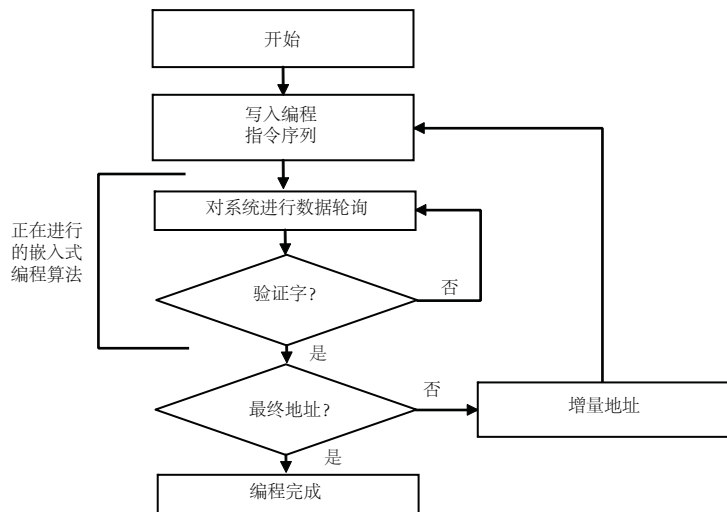 开始
写入编程
指令序列
对系统进行数据轮询
正在进行
的嵌入式
编程算法
验证字?
否
是
最终地址?
否
增量地址
是
编程完成